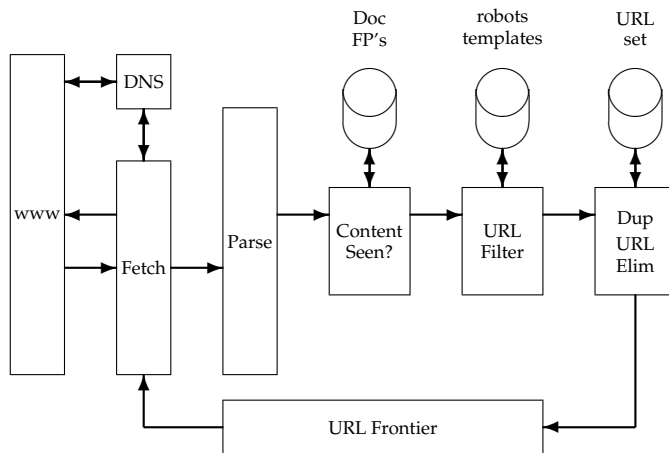 Doc
FP's
robots
templates
URL
set
DNS
www
Fetch
Parse
Content
Seen?
URL
Filter
Dup
URL
Elim
URL Frontier